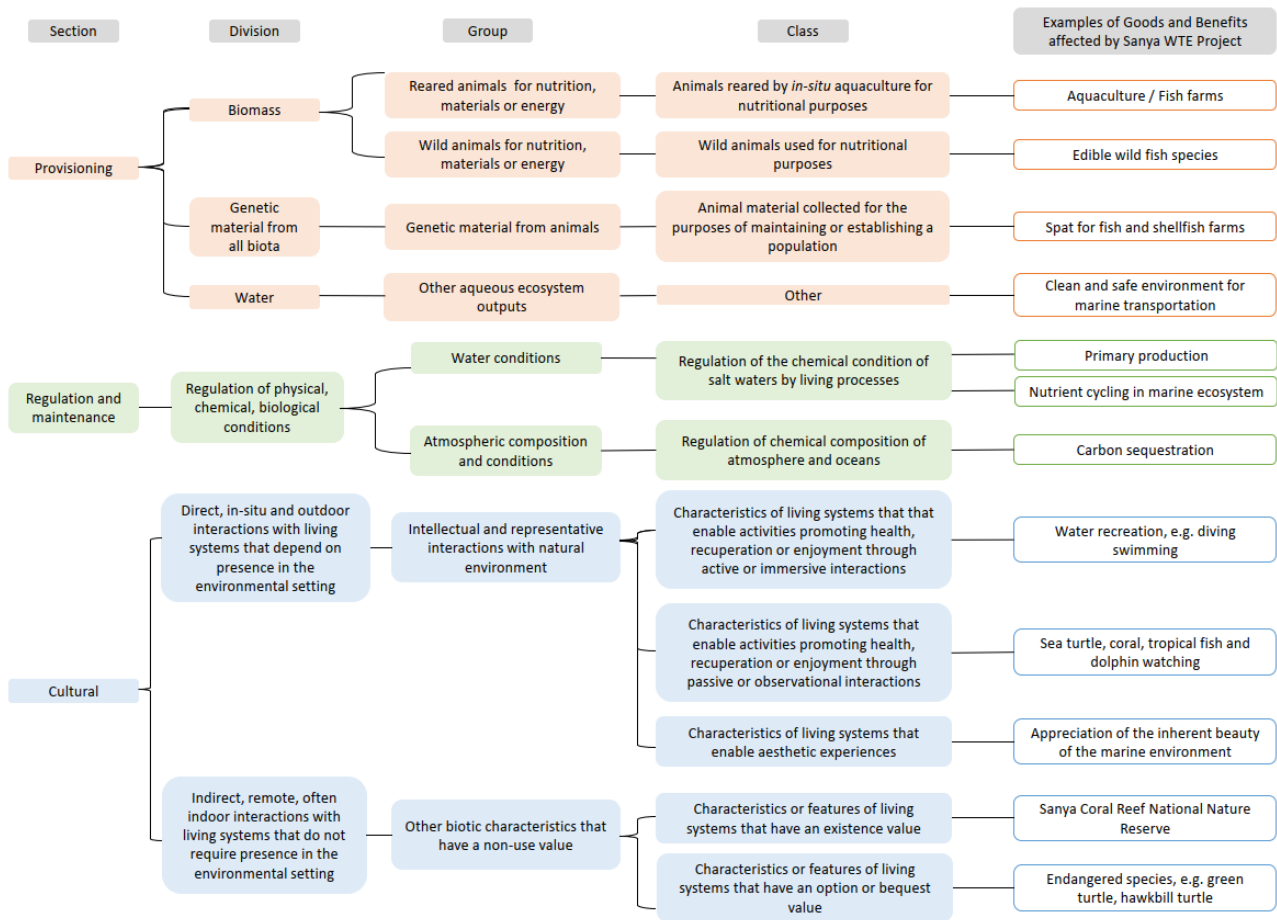 Section
Division
Group
Class
Examples of Goods and Benefits
affected by Sanya WTE Project
Provisioning
Biomass
Reared animals for nutrition,
materials or energy
Animals reared by in-situ aquaculture for
nutritional purposes
Aquaculture / Fish farms
Wild animals for nutrition,
materials or energy
Wild animals used for nutritional
purposes
Edible wild fish species
Genetic
material from
all biota
Genetic material from animals
Animal material collected for the
purposes of maintaining or establishing a
population
Spat for fish and shellfish farms
Water
Other aqueous ecosystem
outputs
Other
Clean and safe environment for
marine transportation
Regulation and
maintenance
Regulation of physical,
chemical, biological
conditions
Water conditions
Regulation of the chemical condition of
salt waters by living processes
Primary production
Nutrient cycling in marine ecosystem
Atmospheric composition
and conditions
Regulation of chemical composition of
atmosphere and oceans
Carbon sequestration
Cultural
Direct, in-situ and outdoor
interactions with living
systems that depend on
presence in the
environmental setting
Intellectual and representative
interactions with natural
environment
Characteristics of living systems that that
enable activities promoting health,
recuperation or enjoyment through
active or immersive interactions
Water recreation, e.g. diving
swimming
Characteristics of living systems that
enable activities promoting health,
recuperation or enjoyment through
passive or observational interactions
Sea turtle, coral, tropical fish and
dolphin watching
Characteristics of living systems that
enable aesthetic experiences
Appreciation of the inherent beauty
of the marine environment
Indirect, remote, often
indoor interactions with
living systems that do not
require presence in the
environmental setting
Other biotic characteristics that
have a non-use value
Characteristics or features of living
systems that have an existence value
Sanya Coral Reef National Nature
Reserve
Characteristics or features of living
systems that have an option or bequest
value
Endangered species, e.g. green
turtle, hawkbill turtle